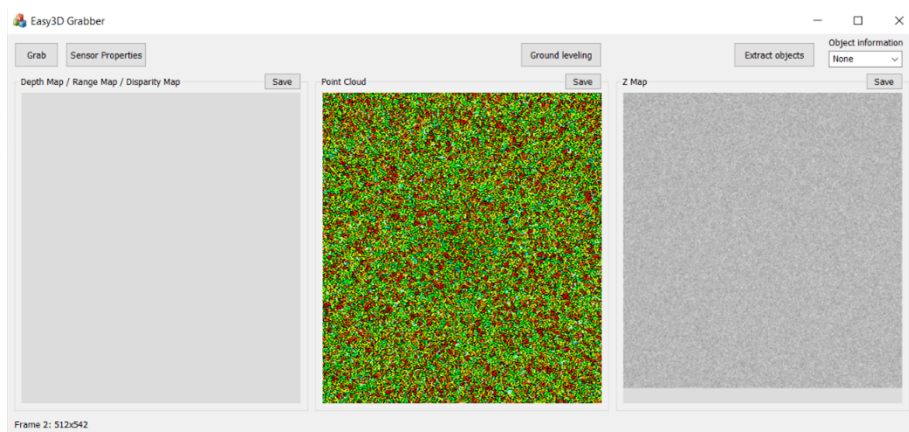 Easy3D Grabber
Grab
Sensor Properties
Ground leveling
Extract objects
Object information
None
Depth Map / Range Map / Disparity Map
Save
Point Cloud
Save
Z Map
Save
Frame 2: 512x542